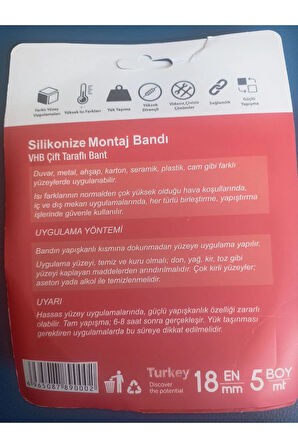 Farklı Yüzey
Uygulamaları
Yüksek Isı Farkları
Yük Taşıma
Yüksek
Dirençli
Vidasız, Çivisiz
Çözümler
Sağlamlık
Güçlü
Yapışma
Silikonize Montaj Bandı
VHB Çift Taraflı Bant
Duvar, metal, ahşap, karton, seramik, plastik, cam gibi farklı
yüzeylerde uygulanabilir.
Isı farklarının normalden çok yüksek olduğu hava koşullarında,
iç ve dış mekan uygulamalarında, her türlü birleştirme, yapıştırma
işlerinde güvenle kullanılır.
UYGULAMA YÖNTEMİ
Bandın yapışkanlı kısmına dokunmadan yüzeye uygulama yapılır.
Uygulama yüzeyi, temiz ve kuru olmalı; don, yağ, kir, toz gibi
yüzeyi kaplayan maddelerden arındırılmalıdır. Çok kirli yüzeyler;
aseton yada alkol ile temizlenmelidir.
UYARI
Hassas yüzey uygulamalarında, güçlü yapışkanlık özelliği zararlı
olabilir. Tam yapışma; 6-8 saat sonra gerçekleşir. Yük taşınması
gerektiren uygulamalarda bu süreye dikkat edilmelidir.
8965087890002
Turkey
Discover
the potential
18 EN mm
5 BOY mt